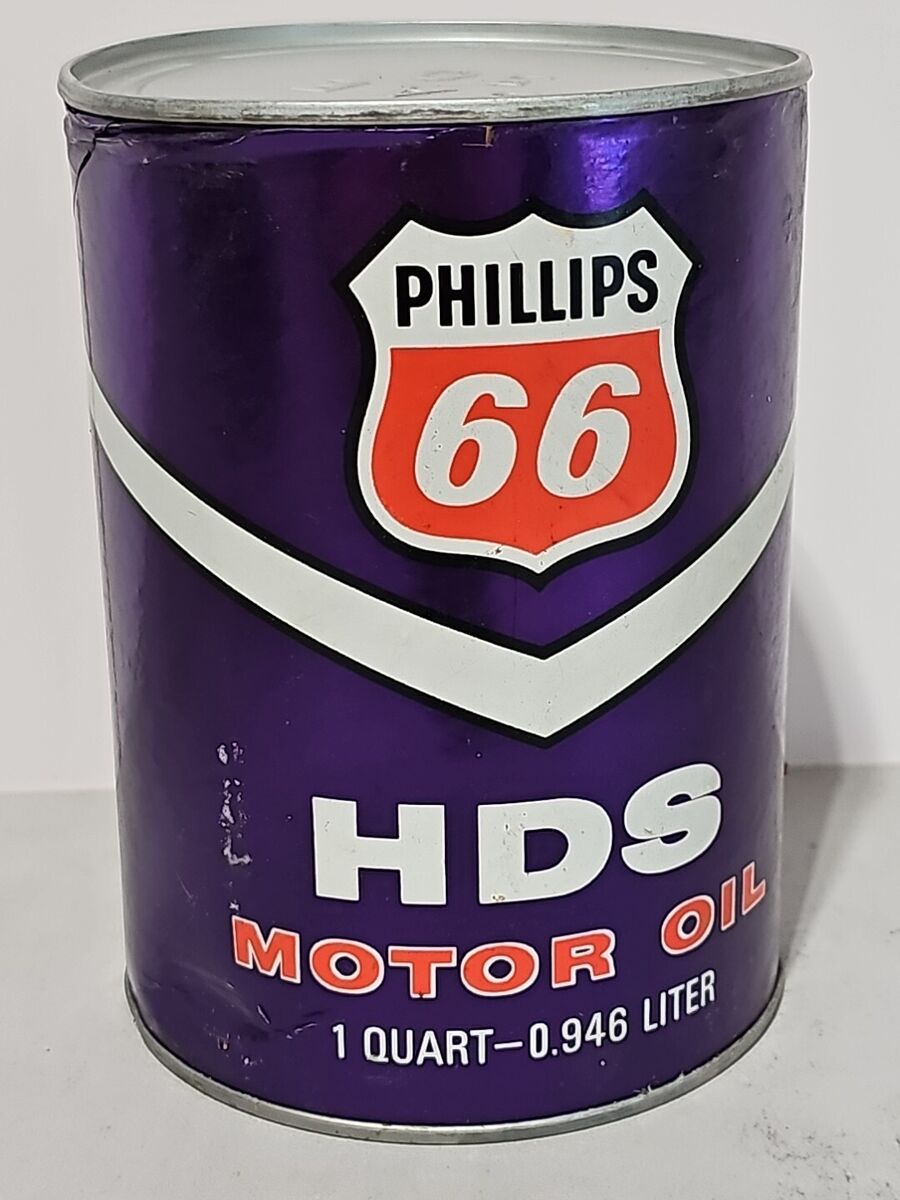 PHILLIPS
66
HDS
MOTOR OIL
1 QUART–0.946 LITER